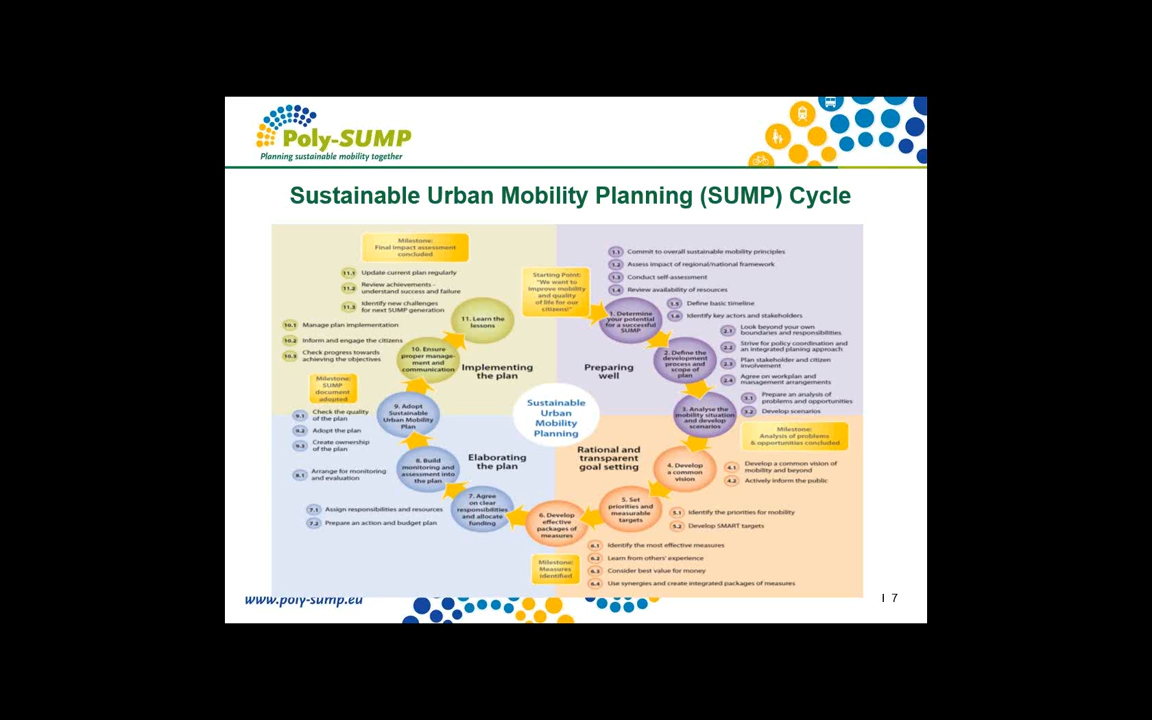 Poly-SUMP
Planning sustainable mobility together
Sustainable Urban Mobility Planning (SUMP) Cycle
Milestone:
Final impact assessment
concluded
11.1 Update current plan regularly
11.2 Review achievements -
understand success and failure
11.3 Identify new challenges
for next SUMP generation
10.1 Manage plan implementation
10.2 Inform and engage the citizens
10.3 Check progress towards
achieving the objectives
Milestone:
SUMP
document
adopted
9.1 Check the quality
of the plan
9.2 Adopt the plan
9.3 Create ownership
of the plan
8.1 Arrange for monitoring
and evaluation
7.1 Assign responsibilities and resources
7.2 Prepare an action and budget plan
Starting Point:
"We want to
improve mobility
and quality
of life for our
citizens!"
1.1 Commit to overall sustainable mobility principles
1.2 Assess impact of regional/national framework
1.3 Conduct self-assessment
1.4 Review availability of resources
1.5 Define basic timeline
1.6 Identify key actors and stakeholders
2.1 Look beyond your own
boundaries and responsibilities
2.2 Strive for policy coordination and
an integrated planing approach
2.3 Plan stakeholder and citizen
involvement
2.4 Agree on workplan and
management arrangements
3.1 Prepare an analysis of
problems and opportunities
3.2 Develop scenarios
Milestone:
Analysis of problems
& opportunities concluded
4.1 Develop a common vision of
mobility and beyond
4.2 Actively inform the public
5.1 Identify the priorities for mobility
5.2 Develop SMART targets
6.1 Identify the most effective measures
6.2 Learn from others' experience
6.3 Consider best value for money
6.4 Use synergies and create integrated packages of measures
Milestone:
Measures
identified
1. Determine
your potential
for a successful
SUMP
2. Define the
development
process and
scope of
plan
3. Analyse the
mobility situation
and develop
scenarios
4. Develop
a common
vision
5. Set
priorities and
measurable
targets
6. Develop
effective
packages of
measures
7. Agree
on clear
responsibilities
and allocate
funding
8. Build
monitoring and
assessment into
the plan
9. Adopt
Sustainable
Urban Mobility
Plan
10. Ensure
proper manage-
ment and
communication
11. Learn the
lessons
Implementing
the plan
Preparing
well
Elaborating
the plan
Rational and
transparent
goal setting
Sustainable
Urban
Mobility
Planning
www.poly-sump.eu
I 7